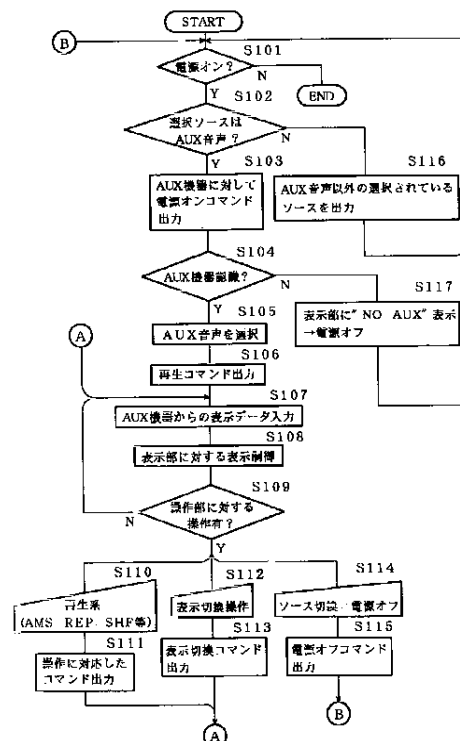 START
B
S101
電源オン?
N
END
Y
S102
選択ソースは
AUX音声?
N
Y
S103
AUX機器に対して
電源オンコマンド
出力
S116
AUX音声以外の選択されている
ソースを出力
S104
AUX機器認識?
N
Y
S117
表示部に"NO AUX"表示
→電源オフ
S105
AUX音声を選択
A
S106
再生コマンド出力
S107
AUX機器からの表示データ入力
S108
表示部に対する表示制御
S109
操作部に対する
操作有?
N
Y
S110
再生系
(AMS REP SHF等)
S112
表示切換操作
S114
ソース切換 電源オフ
S111
操作に対応した
コマンド出力
S113
表示切換コマンド
出力
S115
電源オフコマンド
出力
A
B